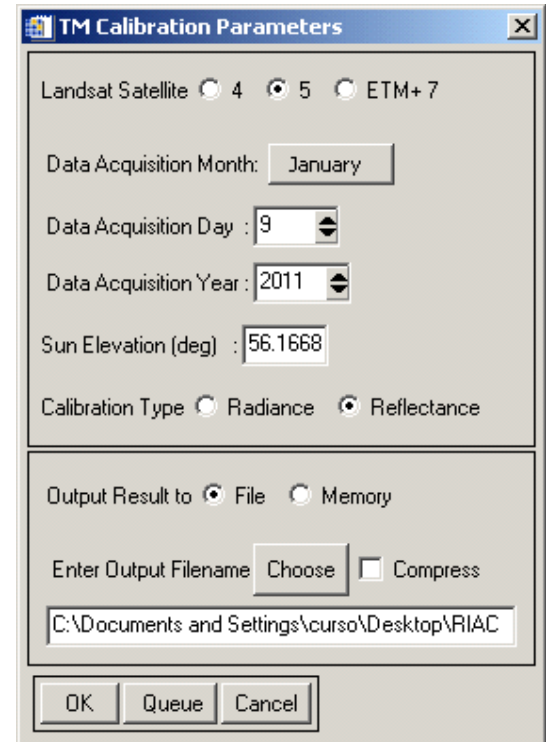 TM Calibration Parameters
Landsat Satellite 4 5 ETM+ 7
Data Acquisition Month: January
Data Acquisition Day : 9
Data Acquisition Year : 2011
Sun Elevation (deg) : 56.1668
Calibration Type Radiance Reflectance
Output Result to File Memory
Enter Output Filename Choose Compress
C:\Documents and Settings\curso\Desktop\RIAC
OK Queue Cancel